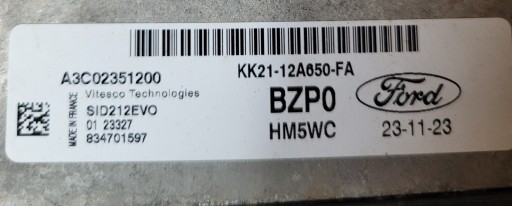 KK21-12A650-FA
A3C02351200
Vitesco Technologies
SID212EVO
01 23327
834701597
MADE IN FRANCE
BZP0
HM5WC
Ford
23-11-23